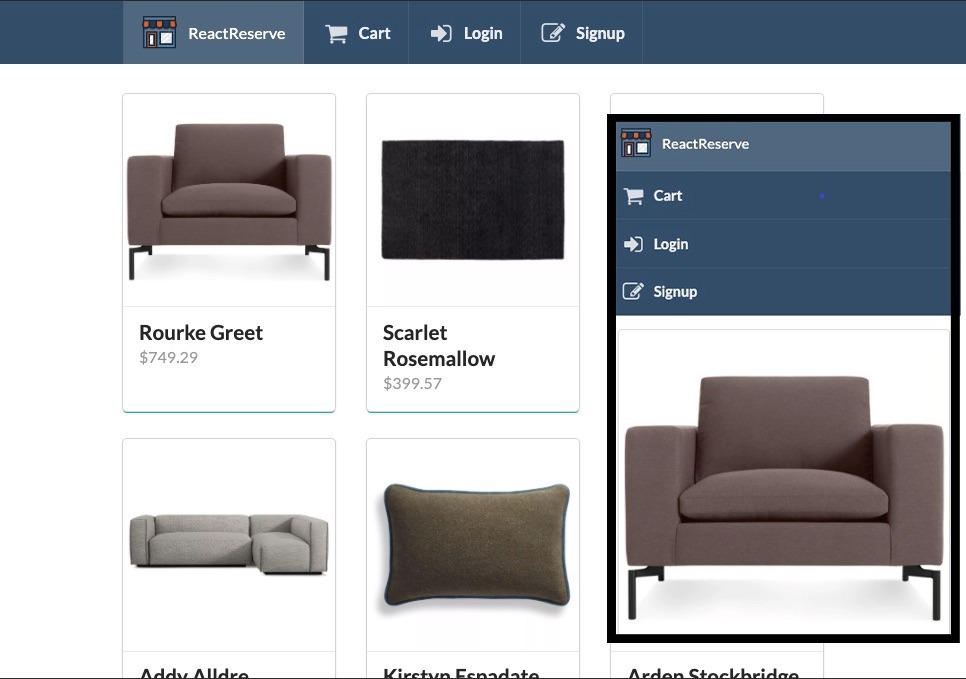 ReactReserve
Cart
Login
Signup
Rourke Greet
$749.29
Scarlet
Rosemallow
$399.57
Addy Alldre
Kirstyn Espadate
Arden Stockbridge
ReactReserve
Cart
Login
Signup